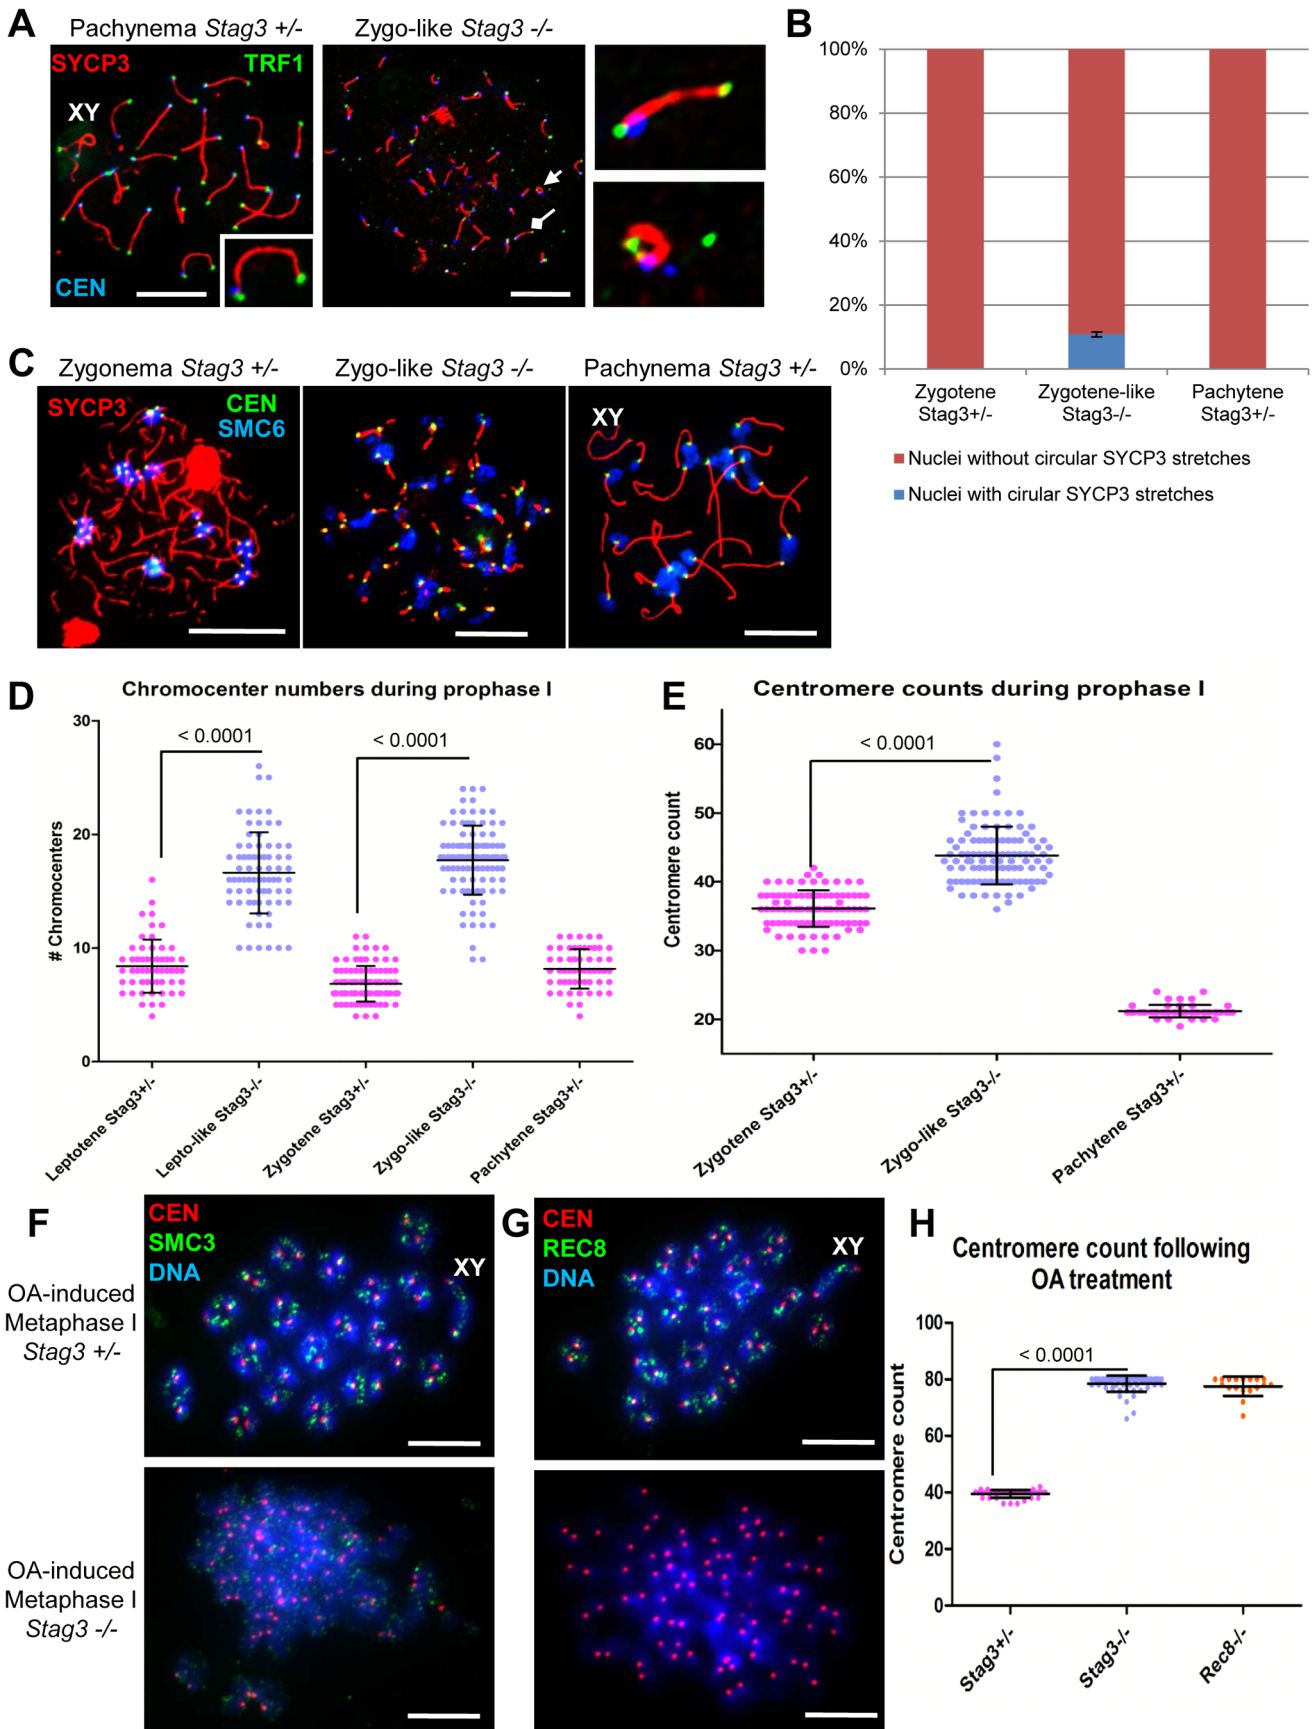 A
Pachynema Stag3 +/-
Zygo-like Stag3 -/-
SYCP3
TRF1
XY
CEN
B
100%
80%
60%
40%
20%
0%
Zygotene
Stag3+/-
Zygotene-like
Stag3-/-
Pachytene
Stag3+/-
Nuclei without circular SYCP3 stretches
Nuclei with cirular SYCP3 stretches
C
Zygonema Stag3 +/-
Zygo-like Stag3 -/-
Pachynema Stag3 +/-
SYCP3
CEN
SMC6
XY
D
Chromocenter numbers during prophase I
# Chromocenters
30
20
10
0
< 0.0001
< 0.0001
Leptotene Stag3+/-
Lepto-like Stag3-/-
Zygotene Stag3+/-
Zygo-like Stag3-/-
Pachytene Stag3+/-
E
Centromere counts during prophase I
Centromere count
60
50
40
30
20
< 0.0001
Zygotene Stag3+/-
Zygo-like Stag3-/-
Pachytene Stag3+/-
F
CEN
SMC3
DNA
XY
OA-induced
Metaphase I
Stag3 +/-
OA-induced
Metaphase I
Stag3 -/-
G
CEN
REC8
DNA
XY
H
Centromere count following
OA treatment
Centromere count
100
80
60
40
20
0
< 0.0001
Stag3+/-
Stag3-/-
Rec8-/-